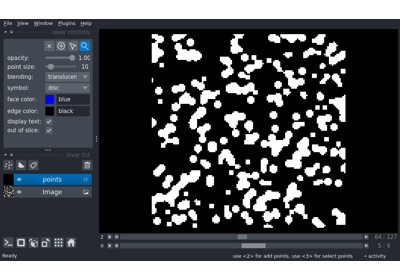 File View Window Plugins Help
layer controls
opacity: 1.00
point size: 10
blending: translucen
symbol: disc
face color: blue
edge color: black
display text:
out of slice:
layer list
points
Image
2 64 127
0 5 9
Ready use <2> for add points, use <3> for select points activity